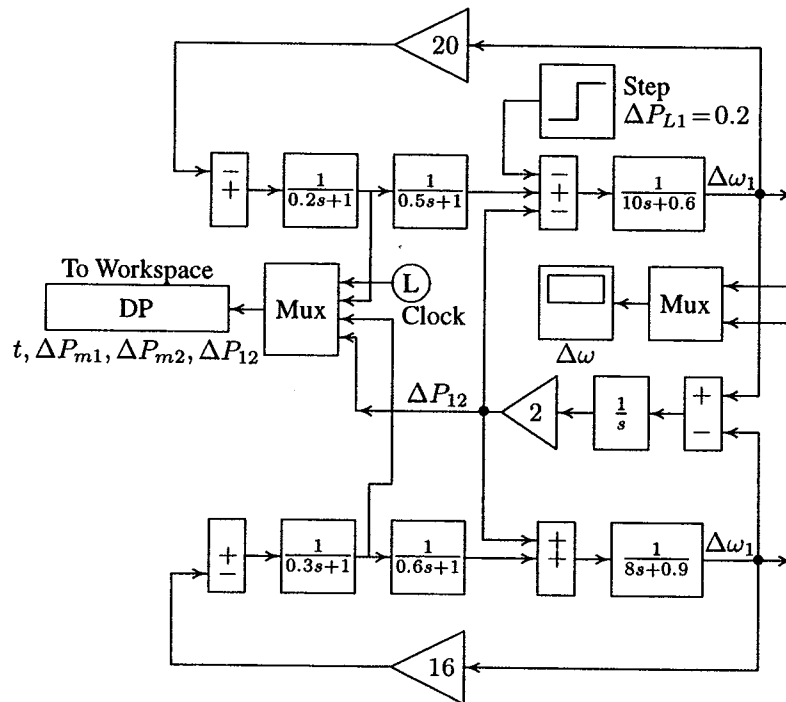 20
Step
ΔP_{L1} = 0.2
−
+
1/(0.2s+1)
1/(0.5s+1)
−
+
−
1/(10s+0.6)
Δω_1
To Workspace
DP
Mux
L
Clock
Mux
t, ΔP_{m1}, ΔP_{m2}, ΔP_{12}
Δω
ΔP_{12}
2
1/s
+
−
+
−
1/(0.3s+1)
1/(0.6s+1)
+
+
1/(8s+0.9)
Δω_1
16